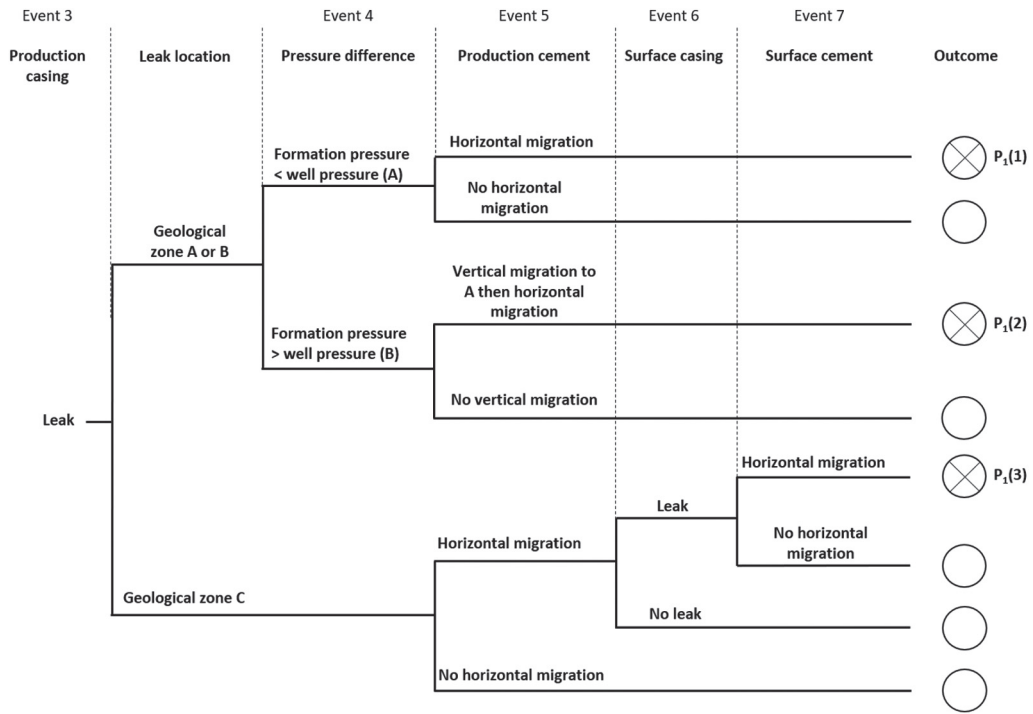 Event 3
Event 4
Event 5
Event 6
Event 7
Production
casing
Leak location
Pressure difference
Production cement
Surface casing
Surface cement
Outcome
Horizontal migration
Formation pressure
< well pressure (A)
P1(1)
No horizontal
migration
Geological
zone A or B
Vertical migration to
A then horizontal
migration
Formation pressure
> well pressure (B)
P1(2)
No vertical migration
Leak
Horizontal migration
P1(3)
Leak
No horizontal
migration
Horizontal migration
Geological zone C
No leak
No horizontal migration